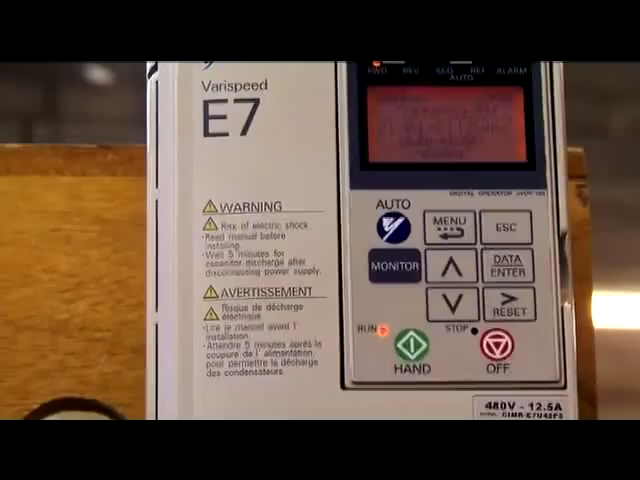 Varispeed
E7
FWD REV SEQ REF ALARM
AUTO
DIGITAL OPERATOR JVOP-
AUTO
MENU
ESC
MONITOR
DATA
ENTER
>
RESET
RUN
STOP
HAND
OFF
WARNING
Risk of electric shock.
·Read manual before
installing.
·Wait 5 minutes for
capacitor discharge after
disconnecting power supply.
AVERTISSEMENT
Risque de décharge
électrique.
·Lire le manuel avant l'
installation.
·Attendre 5 minutes après la
coupure de l' alimentation,
pour permettre la décharge
des condensateurs.
480V - 12.5A